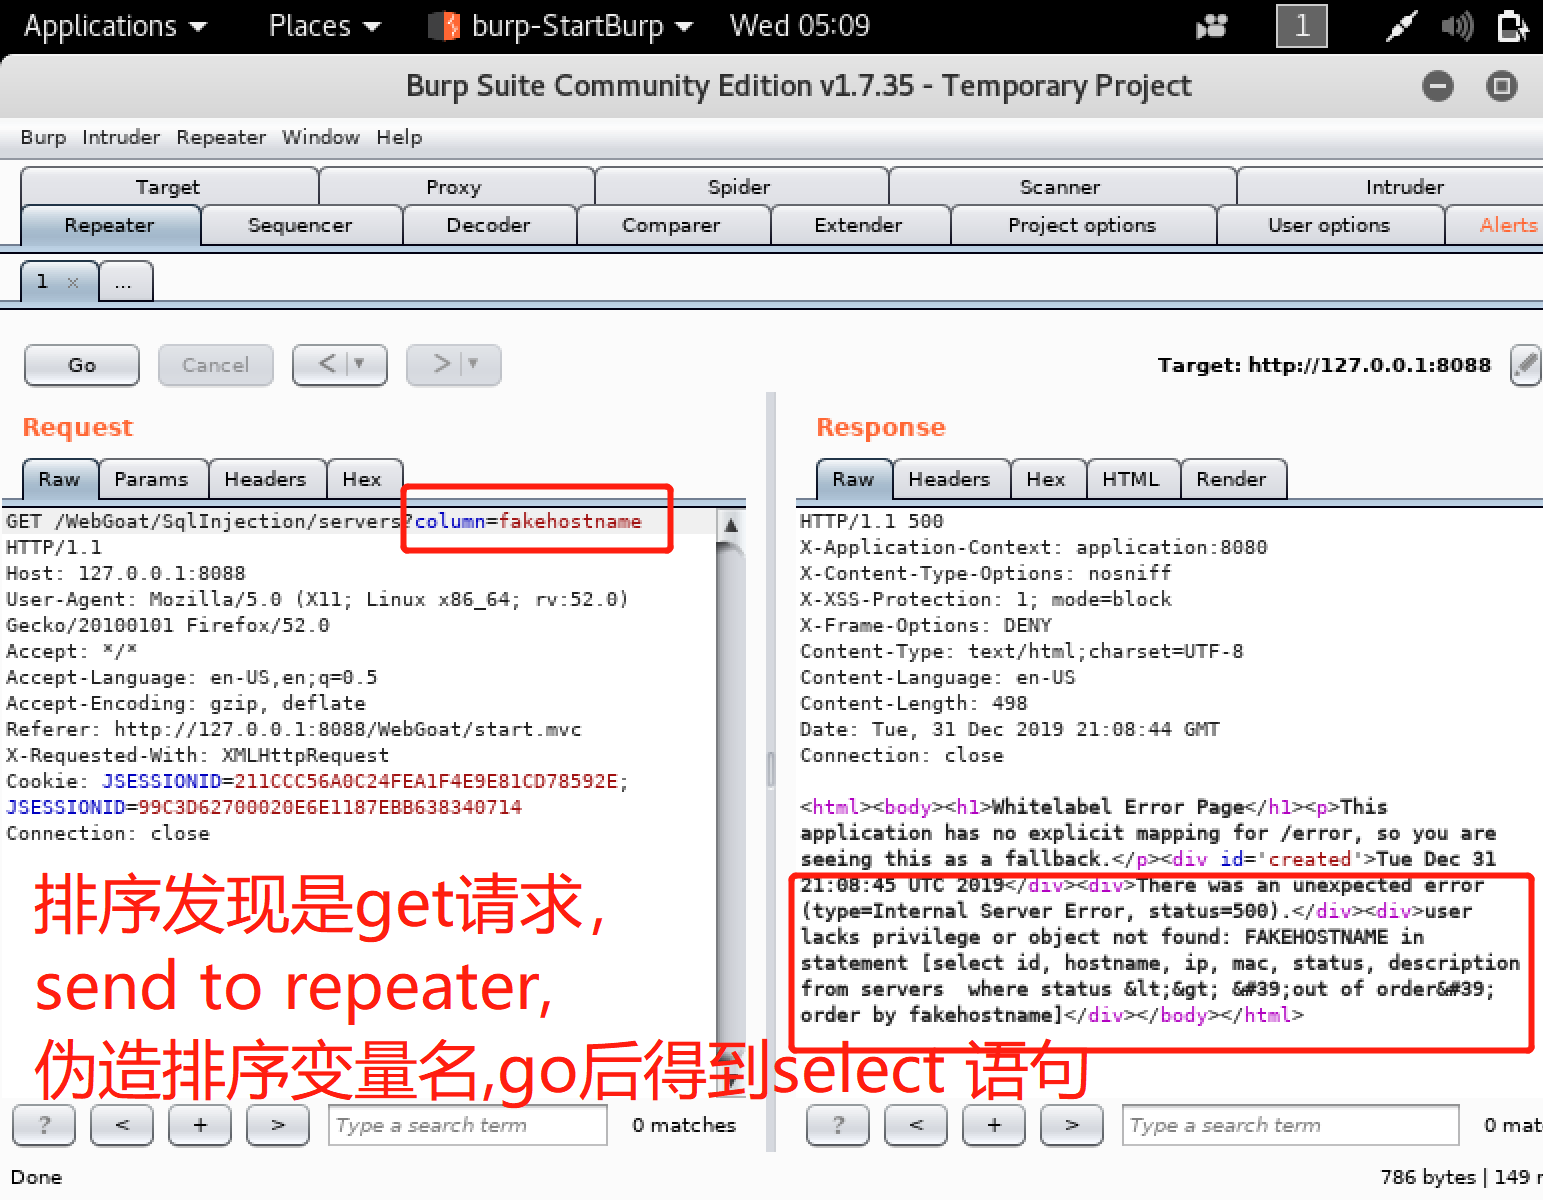 Applications Places burp-StartBurp Wed 05:09 1
Burp Suite Community Edition v1.7.35 - Temporary Project
Burp Intruder Repeater Window Help
Target Proxy Spider Scanner Intruder
Repeater Sequencer Decoder Comparer Extender Project options User options Alerts
1 × ...
Go Cancel < > Target: http://127.0.0.1:8088
Request
Raw Params Headers Hex
GET /WebGoat/SqlInjection/servers?column=fakehostname
HTTP/1.1
Host: 127.0.0.1:8088
User-Agent: Mozilla/5.0 (X11; Linux x86_64; rv:52.0)
Gecko/20100101 Firefox/52.0
Accept: */*
Accept-Language: en-US,en;q=0.5
Accept-Encoding: gzip, deflate
Referer: http://127.0.0.1:8088/WebGoat/start.mvc
X-Requested-With: XMLHttpRequest
Cookie: JSESSIONID=211CCC56A0C24FEA1F4E9E81CD78592E;
JSESSIONID=99C3D62700020E6E1187EBB638340714
Connection: close
排序发现是get请求，
send to repeater,
伪造排序变量名,go后得到select 语句
? < + > Type a search term 0 matches
Response
Raw Headers Hex HTML Render
HTTP/1.1 500
X-Application-Context: application:8080
X-Content-Type-Options: nosniff
X-XSS-Protection: 1; mode=block
X-Frame-Options: DENY
Content-Type: text/html;charset=UTF-8
Content-Language: en-US
Content-Length: 498
Date: Tue, 31 Dec 2019 21:08:44 GMT
Connection: close
<html><body><h1>Whitelabel Error Page</h1><p>This
application has no explicit mapping for /error, so you are
seeing this as a fallback.</p><div id='created'>Tue Dec 31
21:08:45 UTC 2019</div><div>There was an unexpected error
(type=Internal Server Error, status=500).</div><div>user
lacks privilege or object not found: FAKEHOSTNAME in
statement [select id, hostname, ip, mac, status, description
from servers  where status &lt;&gt; &#39;out of order&#39;
order by fakehostname]</div></body></html>
? < + > Type a search term 0 mat
Done 786 bytes | 149